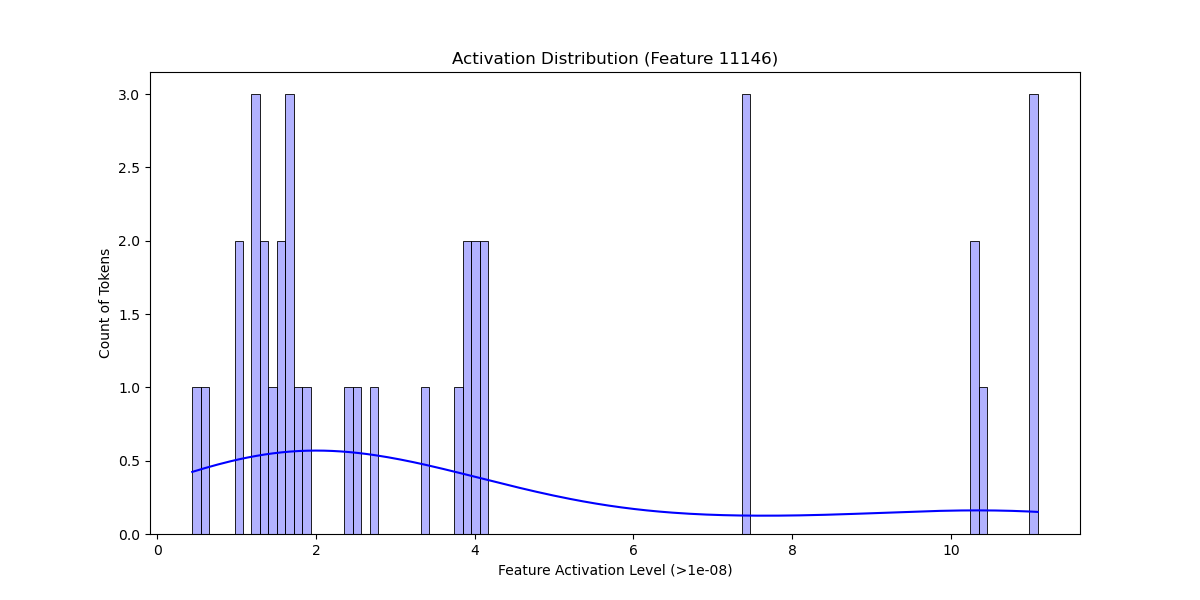 Activation Distribution (Feature 11146)
3.0
2.5
2.0
1.5
1.0
0.5
0.0
Count of Tokens
0 2 4 6 8 10
Feature Activation Level (>1e-08)